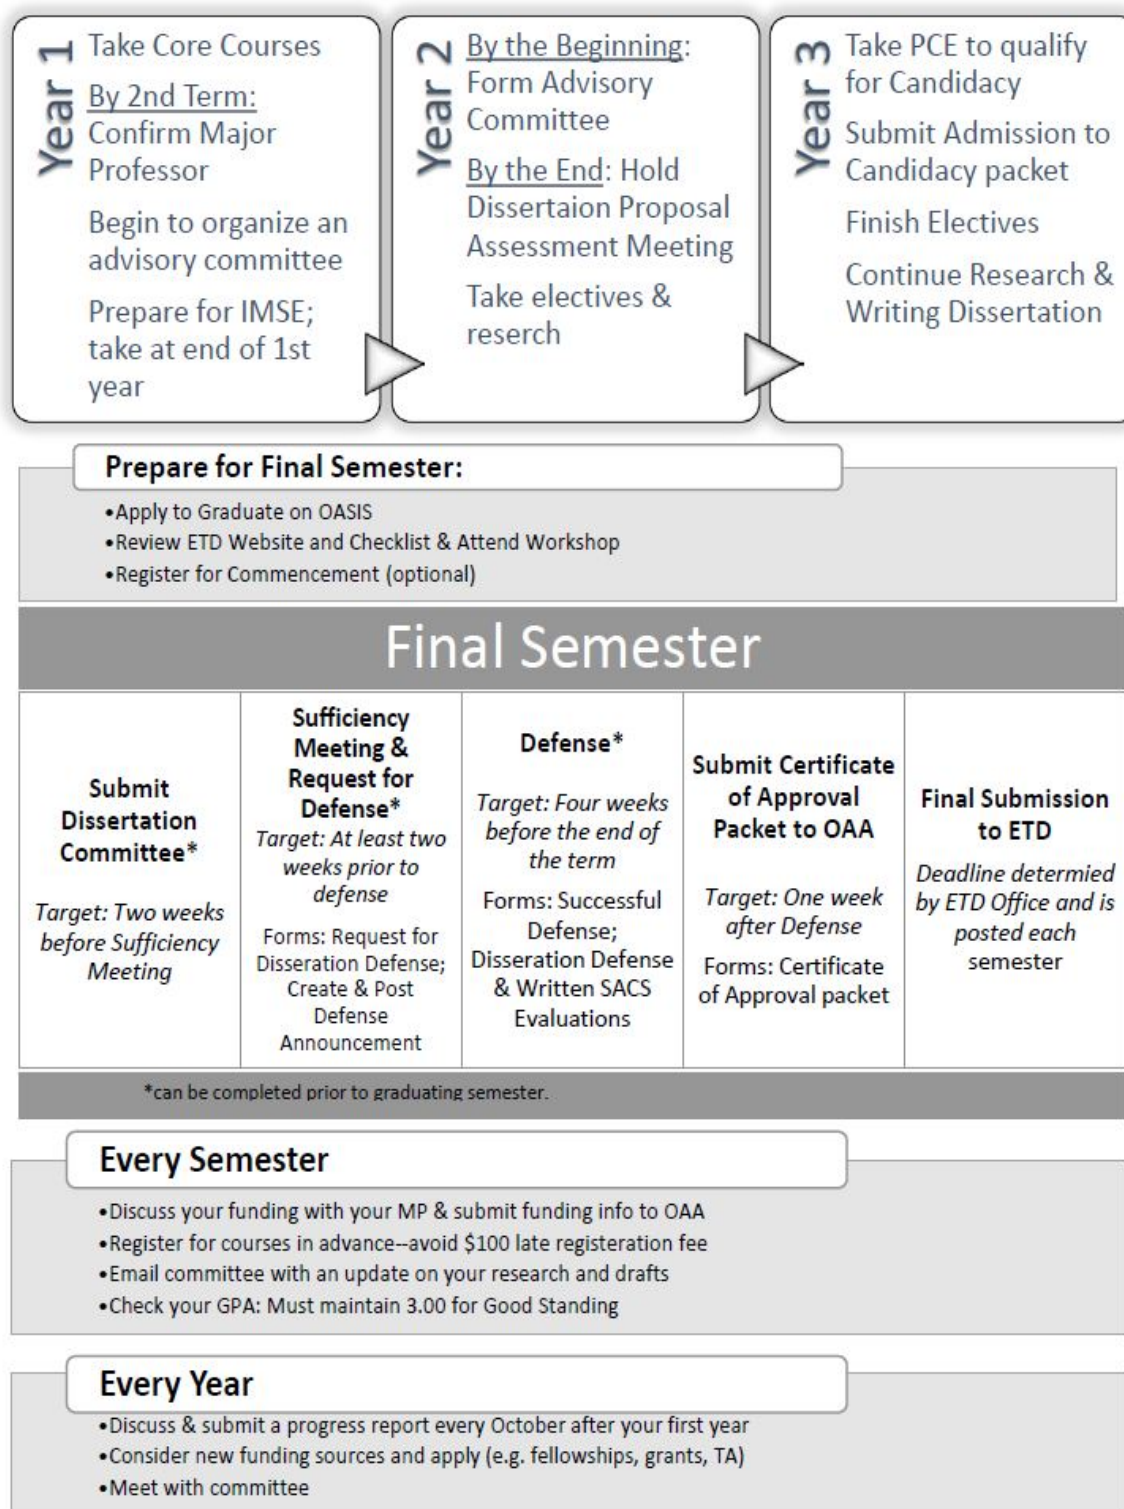 Year 1
Take Core Courses
By 2nd Term:
Confirm Major
Professor
Begin to organize an
advisory committee
Prepare for IMSE;
take at end of 1st
year
Year 2
By the Beginning:
Form Advisory
Committee
By the End: Hold
Dissertaion Proposal
Assessment Meeting
Take electives &
reserch
Year 3
Take PCE to qualify
for Candidacy
Submit Admission to
Candidacy packet
Finish Electives
Continue Research &
Writing Dissertation
Prepare for Final Semester:
•Apply to Graduate on OASIS
•Review ETD Website and Checklist & Attend Workshop
•Register for Commencement (optional)
Final Semester
Submit
Dissertation
Committee*
Target: Two weeks
before Sufficiency
Meeting
Sufficiency
Meeting &
Request for
Defense*
Target: At least two
weeks prior to
defense
Forms: Request for
Disseration Defense;
Create & Post
Defense
Announcement
Defense*
Target: Four weeks
before the end of
the term
Forms: Successful
Defense;
Disseration Defense
& Written SACS
Evaluations
Submit Certificate
of Approval
Packet to OAA
Target: One week
after Defense
Forms: Certificate
of Approval packet
Final Submission
to ETD
Deadline determied
by ETD Office and is
posted each
semester
*can be completed prior to graduating semester.
Every Semester
•Discuss your funding with your MP & submit funding info to OAA
•Register for courses in advance--avoid $100 late registeration fee
•Email committee with an update on your research and drafts
•Check your GPA: Must maintain 3.00 for Good Standing
Every Year
•Discuss & submit a progress report every October after your first year
•Consider new funding sources and apply (e.g. fellowships, grants, TA)
•Meet with committee